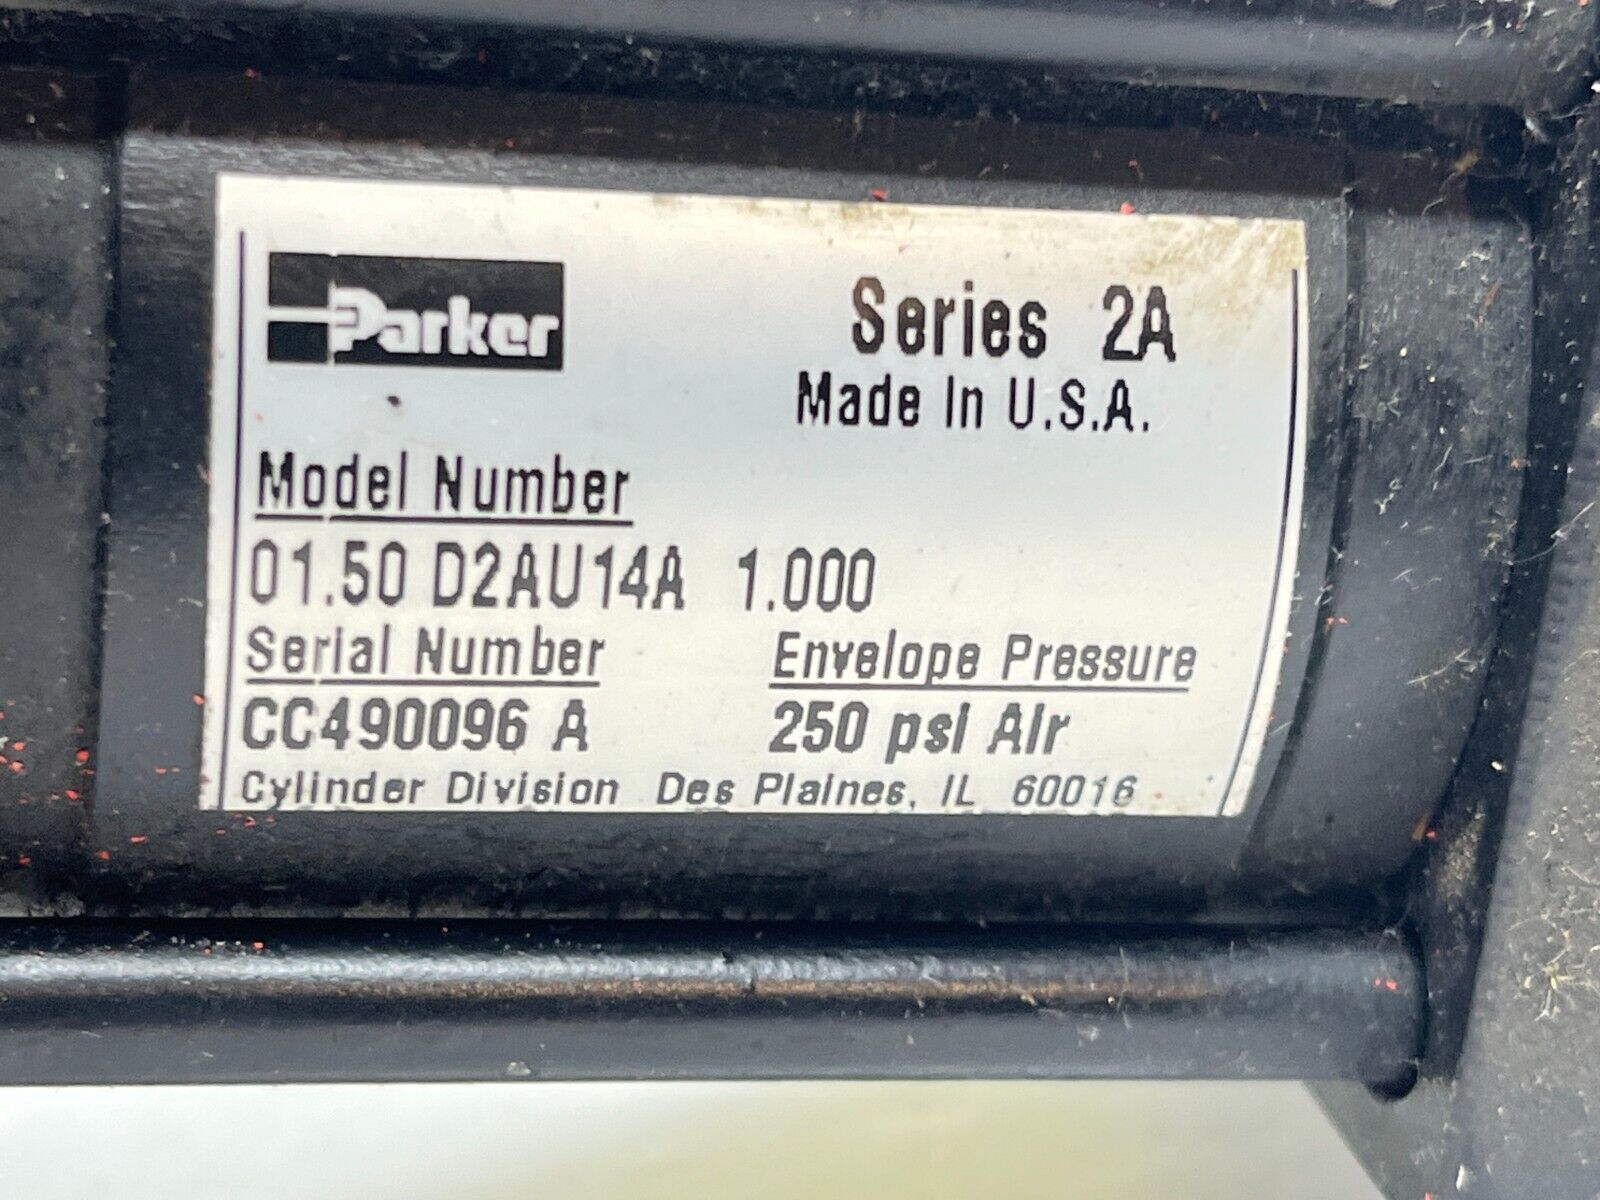 Parker
Series 2A
Made In U.S.A.
Model Number
01.50 D2AU14A 1.000
Serial Number Envelope Pressure
CC490096 A 250 psi Air
Cylinder Division Des Plaines, IL 60016